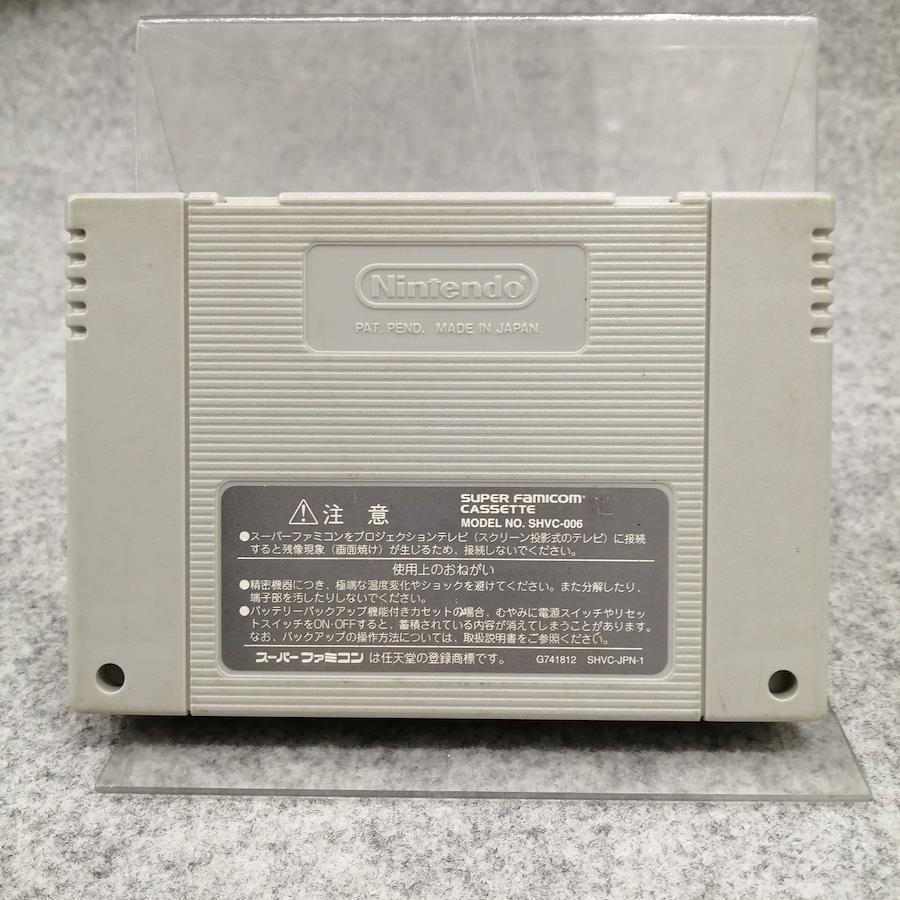 Nintendo®
PAT. PEND. MADE IN JAPAN
⚠注意
SUPER FAMICOM®
CASSETTE
MODEL NO. SHVC-006
●スーパーファミコンをプロジェクションテレビ（スクリーン投影式のテレビ）に接続
すると残像現象（画面焼け）が生じるため、接続しないでください。
使用上のおねがい
●精密機器につき、極端な温度変化やショックを避けてください。また分解したり、
端子部を汚したりしないでください。
●バッテリーバックアップ機能付きカセットの場合、むやみに電源スイッチやリセッ
トスイッチをON・OFFすると、蓄積されている内容が消えてしまうことがあります。
なお、バックアップの操作方法については、取扱説明書をご参照ください。
スーパーファミコンは任天堂の登録商標です。
G741812 SHVC-JPN-1